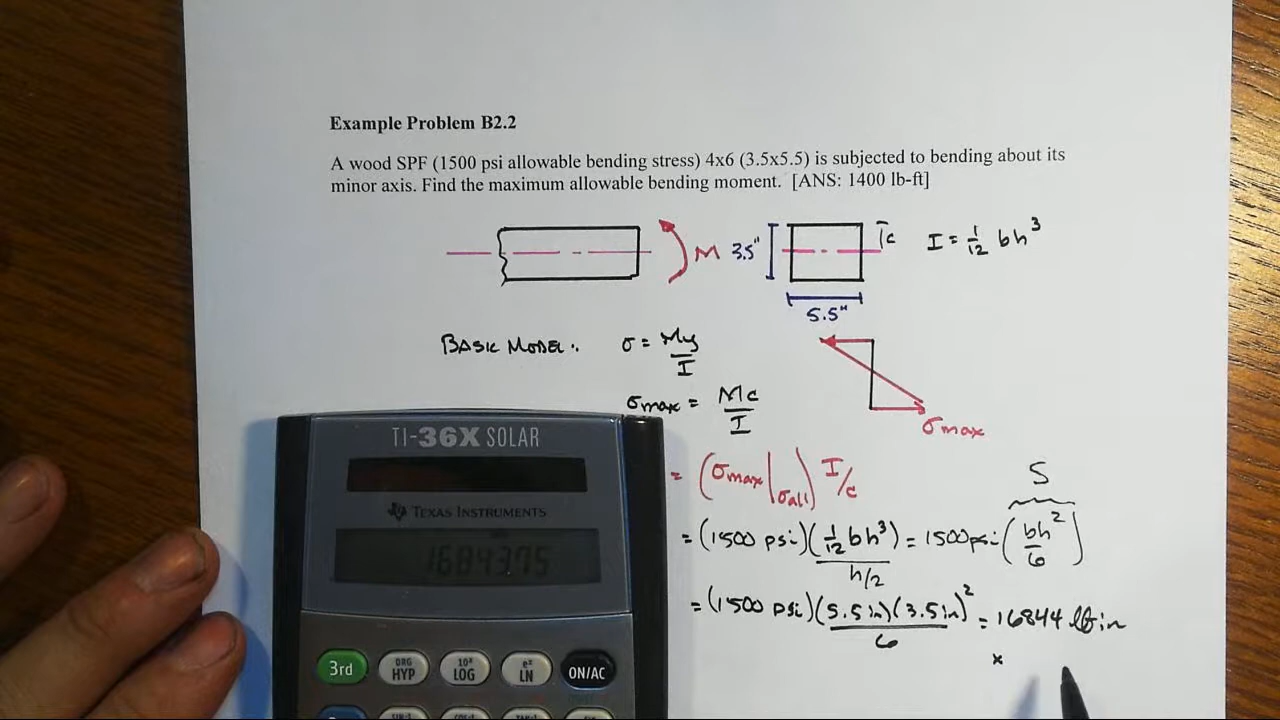 Example Problem B2.2
A wood SPF (1500 psi allowable bending stress) 4x6 (3.5x5.5) is subjected to bending about its
minor axis. Find the maximum allowable bending moment. [ANS: 1400 lb-ft]
M 3.5" c I = 1/12 bh³
5.5"
BASIC MODEL: σ = My/I
σmax = Mc/I
σmax
= (σmax|σall) I/c
S
= (1500 psi)(1/12 bh³)/(h/2) = 1500 psi (bh²/6)
= (1500 psi)(5.5 in)(3.5 in)²/6 = 16844 lb in
x
TI-36X SOLAR
TEXAS INSTRUMENTS
16843.75
3rd
ORG
HYP
10ˣ
LOG
eˣ
LN
ON/AC